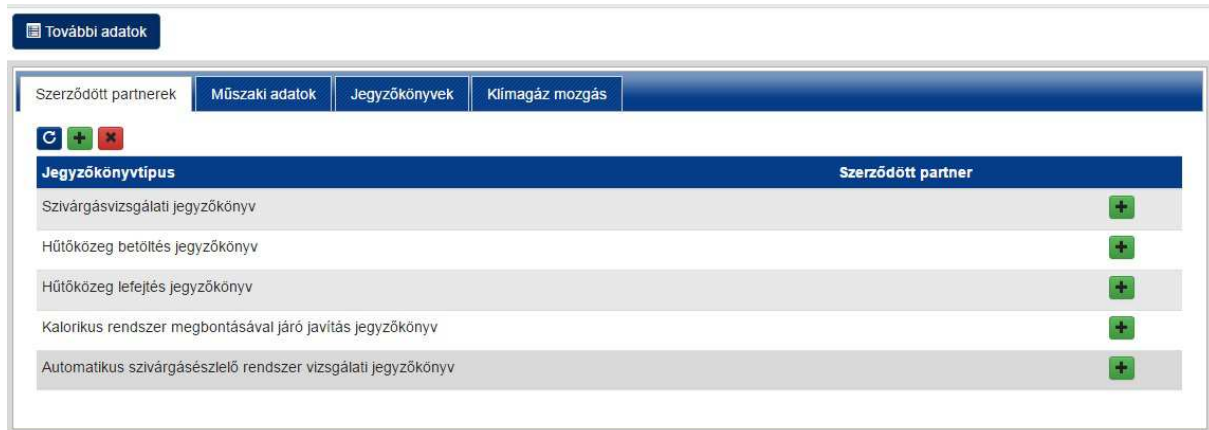 További adatok
Szerződött partnerek Műszaki adatok Jegyzőkönyvek Klímagáz mozgás
Jegyzőkönyvtípus Szerződött partner
Szivárgásvizsgálati jegyzőkönyv
Hűtőközeg betöltés jegyzőkönyv
Hűtőközeg lefejtés jegyzőkönyv
Kalorikus rendszer megbontásával járó javítás jegyzőkönyv
Automatikus szivárgásészlelő rendszer vizsgálati jegyzőkönyv